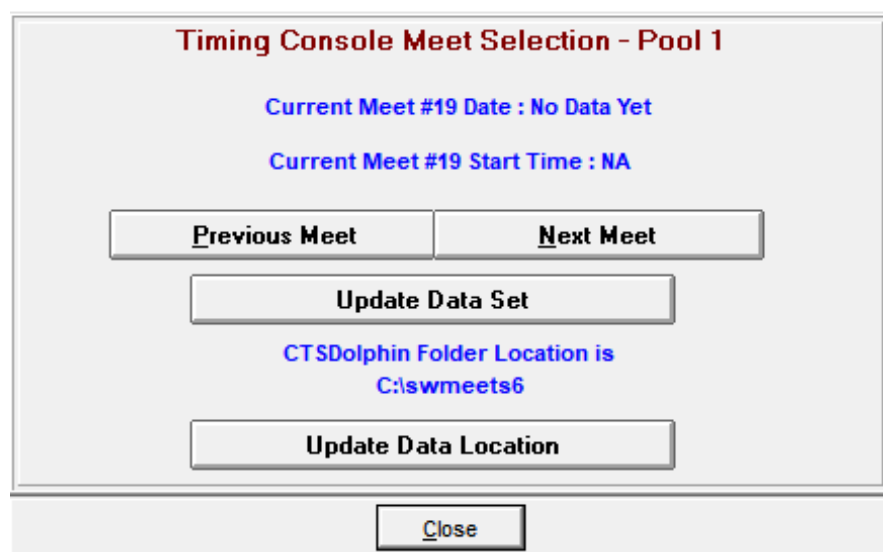 Timing Console Meet Selection - Pool 1
Current Meet #19 Date : No Data Yet
Current Meet #19 Start Time : NA
Previous Meet
Next Meet
Update Data Set
CTSDolphin Folder Location is
C:\swmeets6
Update Data Location
Close